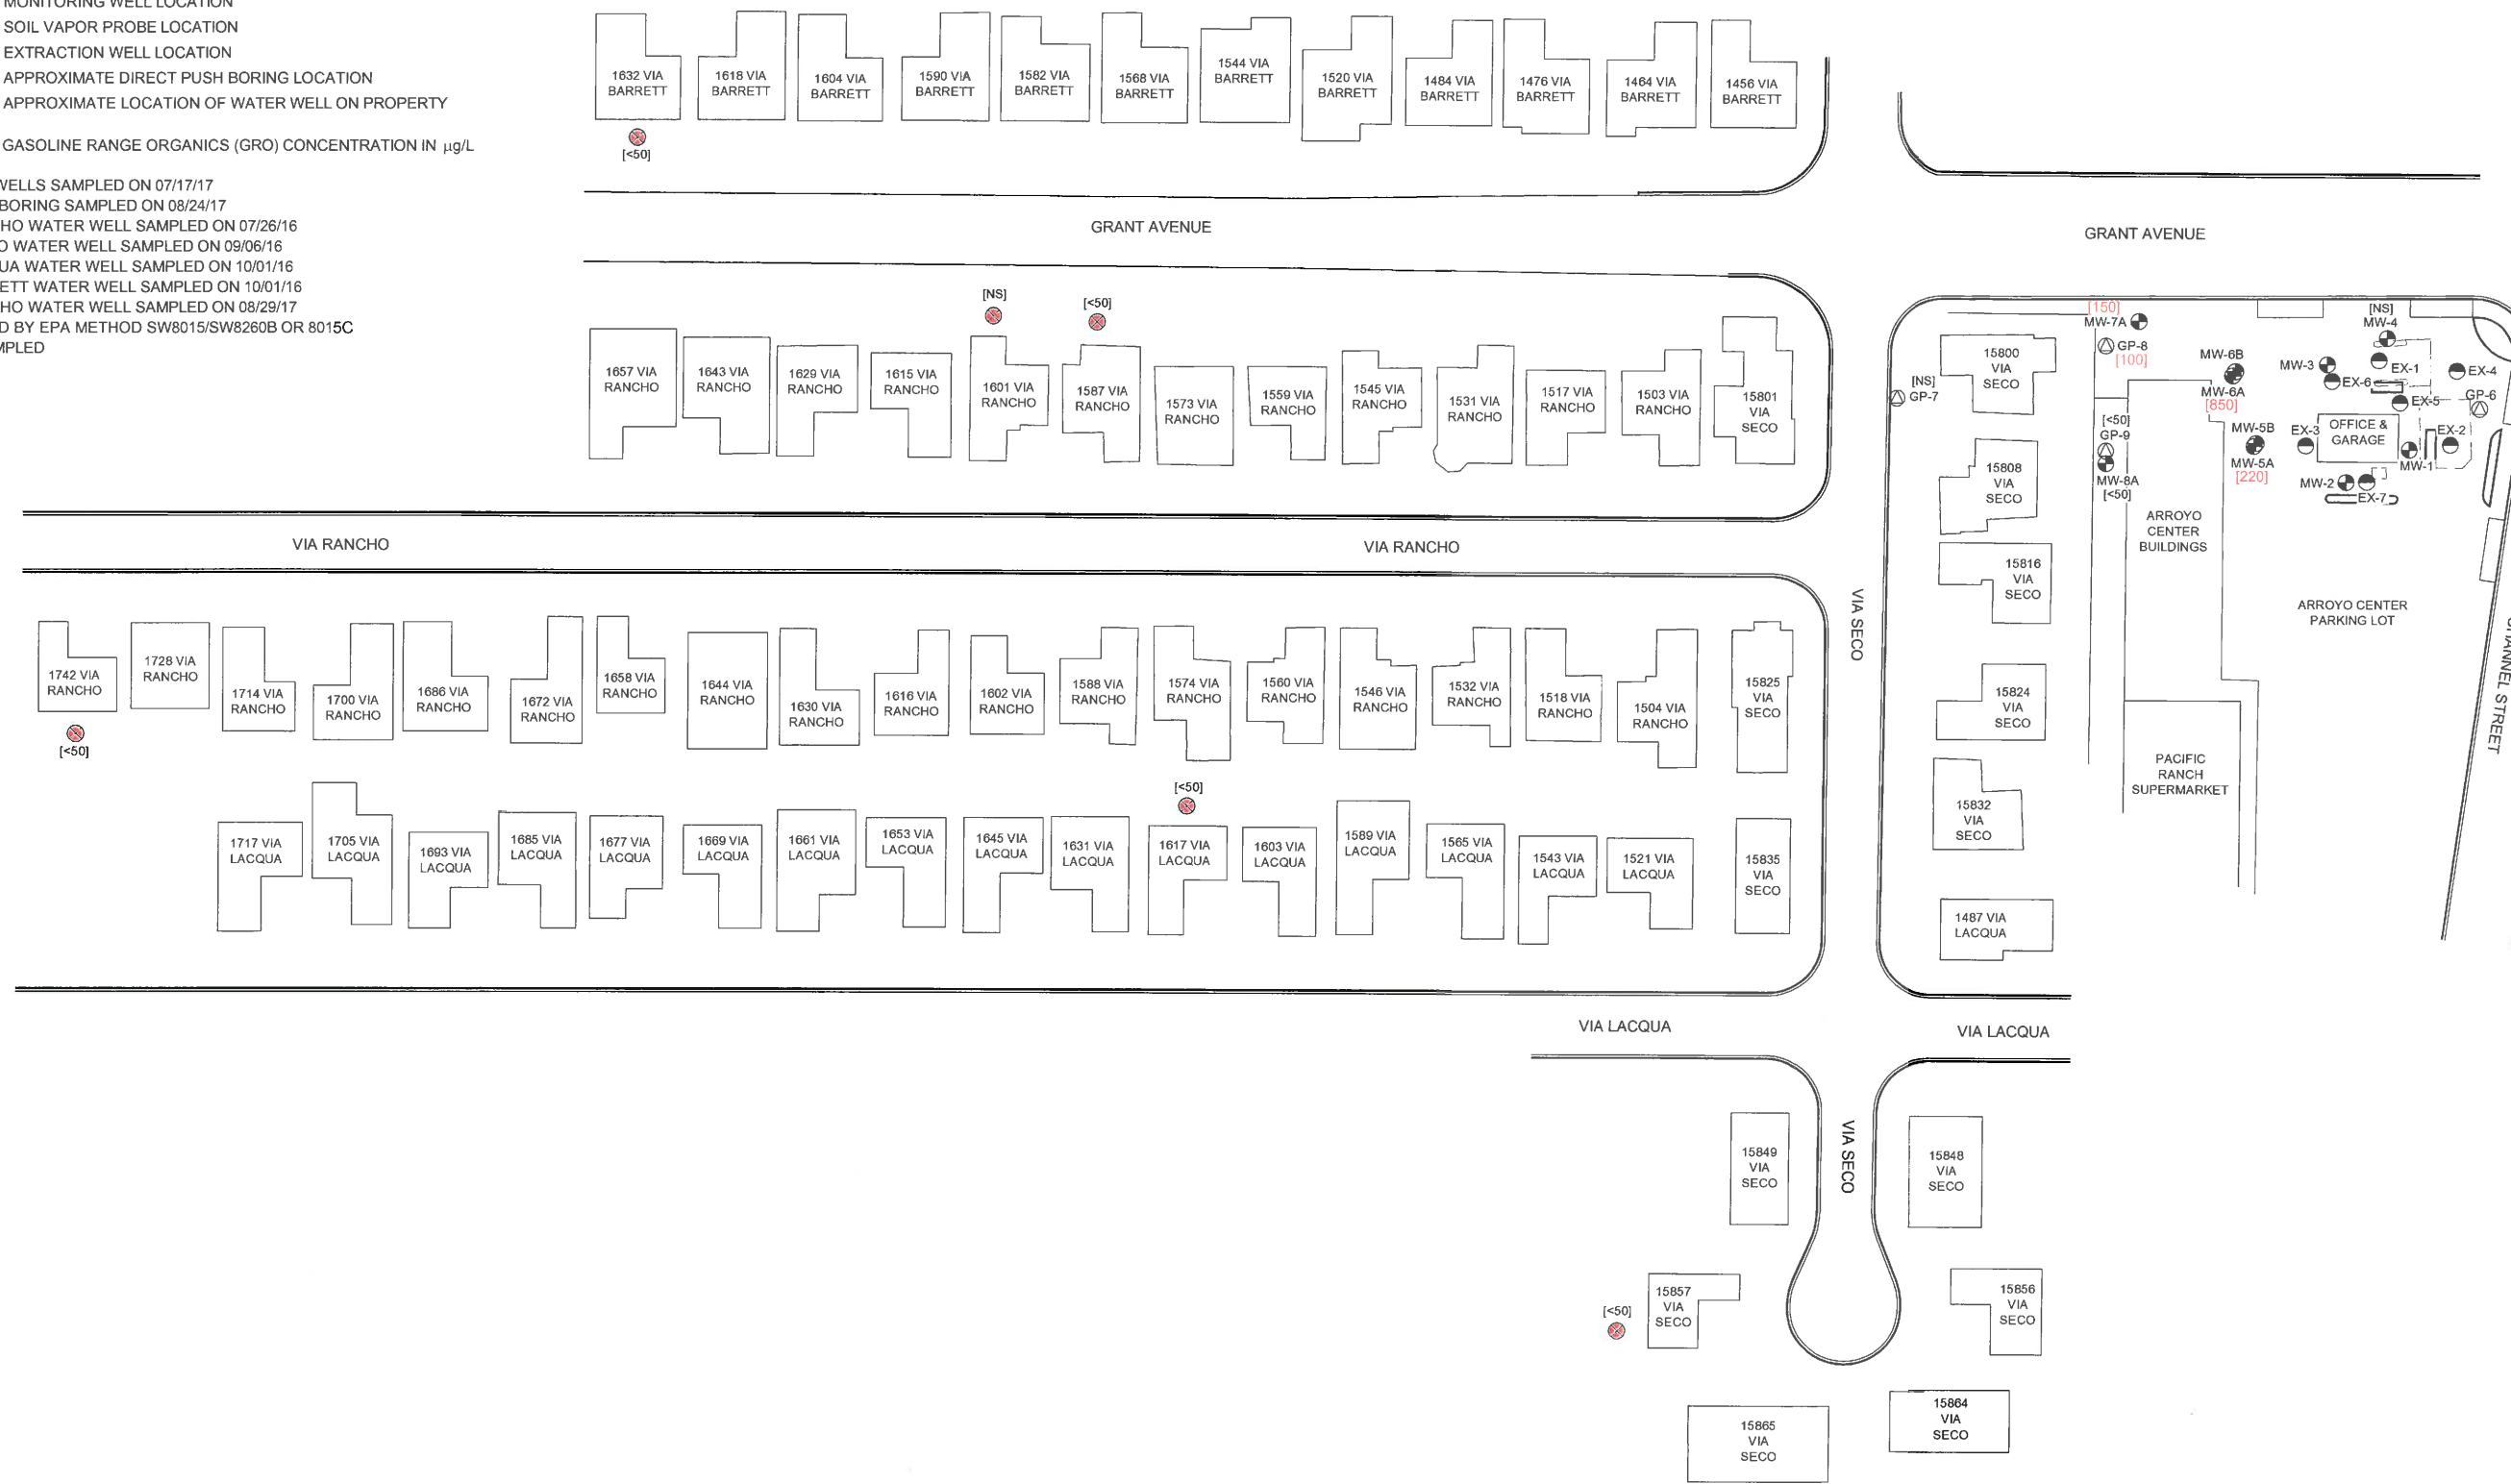 MONITORING WELL LOCATION
SOIL VAPOR PROBE LOCATION
EXTRACTION WELL LOCATION
APPROXIMATE DIRECT PUSH BORING LOCATION
APPROXIMATE LOCATION OF WATER WELL ON PROPERTY
GASOLINE RANGE ORGANICS (GRO) CONCENTRATION IN µg/L
WELLS SAMPLED ON 07/17/17
BORING SAMPLED ON 08/24/17
HO WATER WELL SAMPLED ON 07/26/16
O WATER WELL SAMPLED ON 09/06/16
UA WATER WELL SAMPLED ON 10/01/16
ETT WATER WELL SAMPLED ON 10/01/16
HO WATER WELL SAMPLED ON 08/29/17
D BY EPA METHOD SW8015/SW8260B OR 8015C
MPLED
1632 VIA
BARRETT
1618 VIA
BARRETT
1604 VIA
BARRETT
1590 VIA
BARRETT
1582 VIA
BARRETT
1568 VIA
BARRETT
1544 VIA
BARRETT
1520 VIA
BARRETT
1484 VIA
BARRETT
1476 VIA
BARRETT
1464 VIA
BARRETT
1456 VIA
BARRETT
[<50]
GRANT AVENUE
GRANT AVENUE
[NS]
[<50]
1657 VIA
RANCHO
1643 VIA
RANCHO
1629 VIA
RANCHO
1615 VIA
RANCHO
1601 VIA
RANCHO
1587 VIA
RANCHO
1573 VIA
RANCHO
1559 VIA
RANCHO
1545 VIA
RANCHO
1531 VIA
RANCHO
1517 VIA
RANCHO
1503 VIA
RANCHO
15801
VIA
SECO
[NS]
GP-7
15800
VIA
SECO
[150]
MW-7A
GP-8
[100]
MW-6B
MW-6A
[850]
[NS]
MW-4
MW-3
EX-1
EX-4
EX-6
EX-5
GP-6
[<50]
GP-9
MW-8A
[<50]
MW-5B
MW-5A
[220]
EX-3
OFFICE &
GARAGE
EX-2
MW-1
MW-2
EX-7
15808
VIA
SECO
ARROYO
CENTER
BUILDINGS
VIA RANCHO
VIA RANCHO
15816
VIA
SECO
VIA SECO
ARROYO CENTER
PARKING LOT
CHANNEL STREET
1742 VIA
RANCHO
1728 VIA
RANCHO
1714 VIA
RANCHO
1700 VIA
RANCHO
1686 VIA
RANCHO
1672 VIA
RANCHO
1658 VIA
RANCHO
1644 VIA
RANCHO
1630 VIA
RANCHO
1616 VIA
RANCHO
1602 VIA
RANCHO
1588 VIA
RANCHO
1574 VIA
RANCHO
1560 VIA
RANCHO
1546 VIA
RANCHO
1532 VIA
RANCHO
1518 VIA
RANCHO
1504 VIA
RANCHO
15825
VIA
SECO
15824
VIA
SECO
[<50]
PACIFIC
RANCH
SUPERMARKET
[<50]
15832
VIA
SECO
1717 VIA
LACQUA
1705 VIA
LACQUA
1693 VIA
LACQUA
1685 VIA
LACQUA
1677 VIA
LACQUA
1669 VIA
LACQUA
1661 VIA
LACQUA
1653 VIA
LACQUA
1645 VIA
LACQUA
1631 VIA
LACQUA
1617 VIA
LACQUA
1603 VIA
LACQUA
1589 VIA
LACQUA
1565 VIA
LACQUA
1543 VIA
LACQUA
1521 VIA
LACQUA
15835
VIA
SECO
1487 VIA
LACQUA
VIA LACQUA
VIA LACQUA
15849
VIA
SECO
VIA SECO
15848
VIA
SECO
[<50]
15857
VIA
SECO
15856
VIA
SECO
15865
VIA
SECO
15864
VIA
SECO